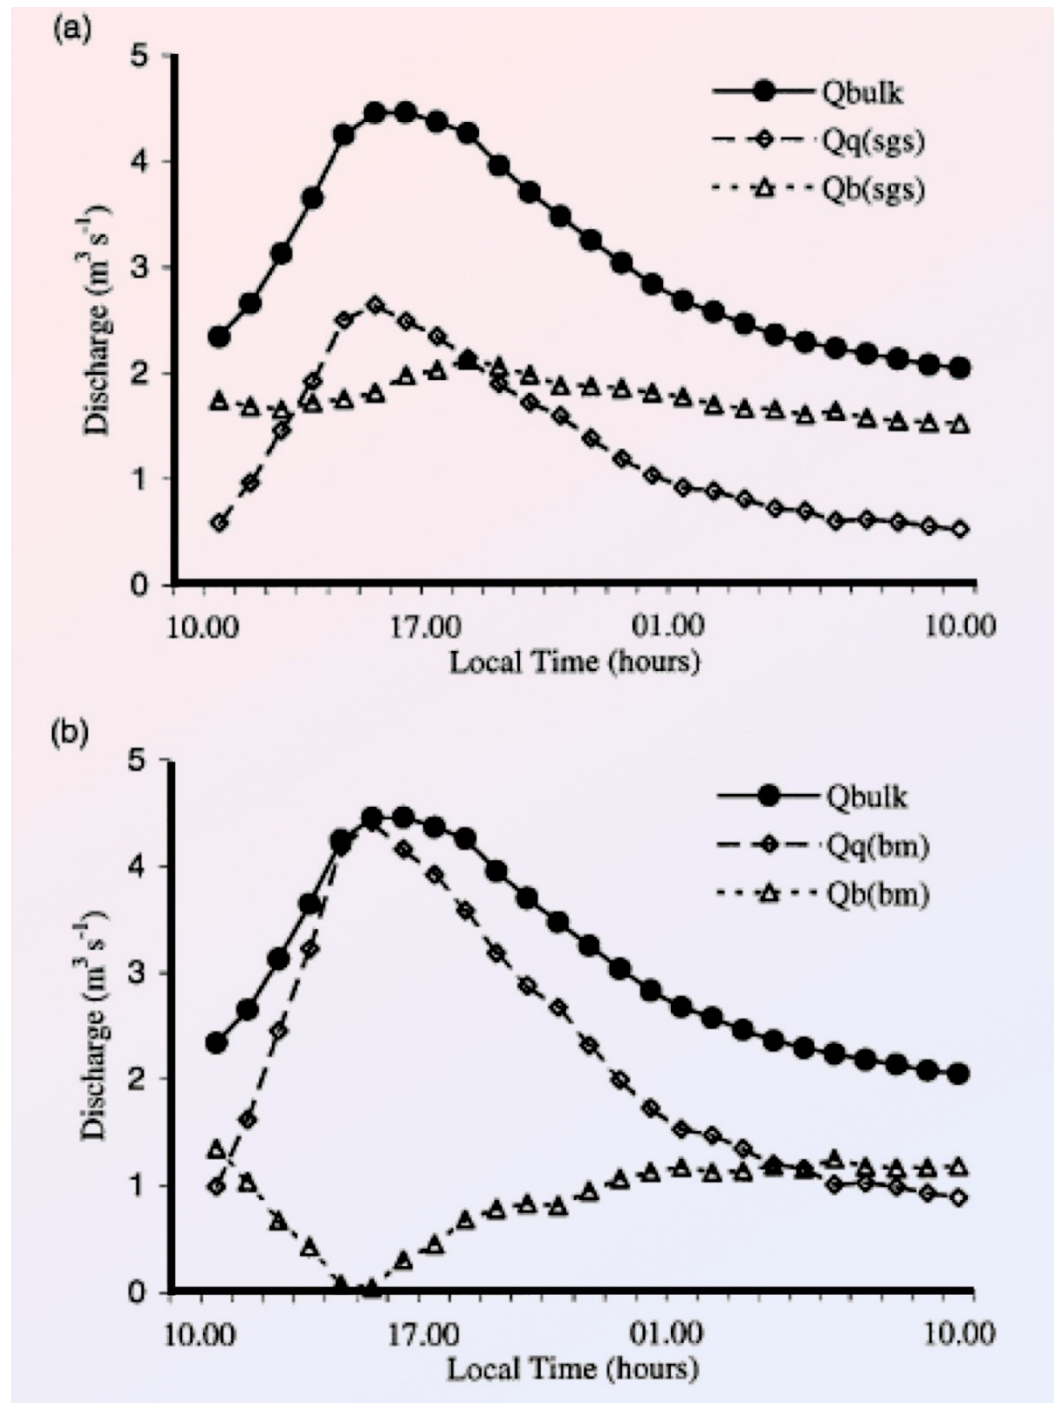 (a)
5
4
3
2
1
0
Discharge (m³ s⁻¹)
Qbulk
Qq(sgs)
Qb(sgs)
10.00 17.00 01.00 10.00
Local Time (hours)
(b)
5
4
3
2
1
0
Discharge (m³ s⁻¹)
Qbulk
Qq(bm)
Qb(bm)
10.00 17.00 01.00 10.00
Local Time (hours)